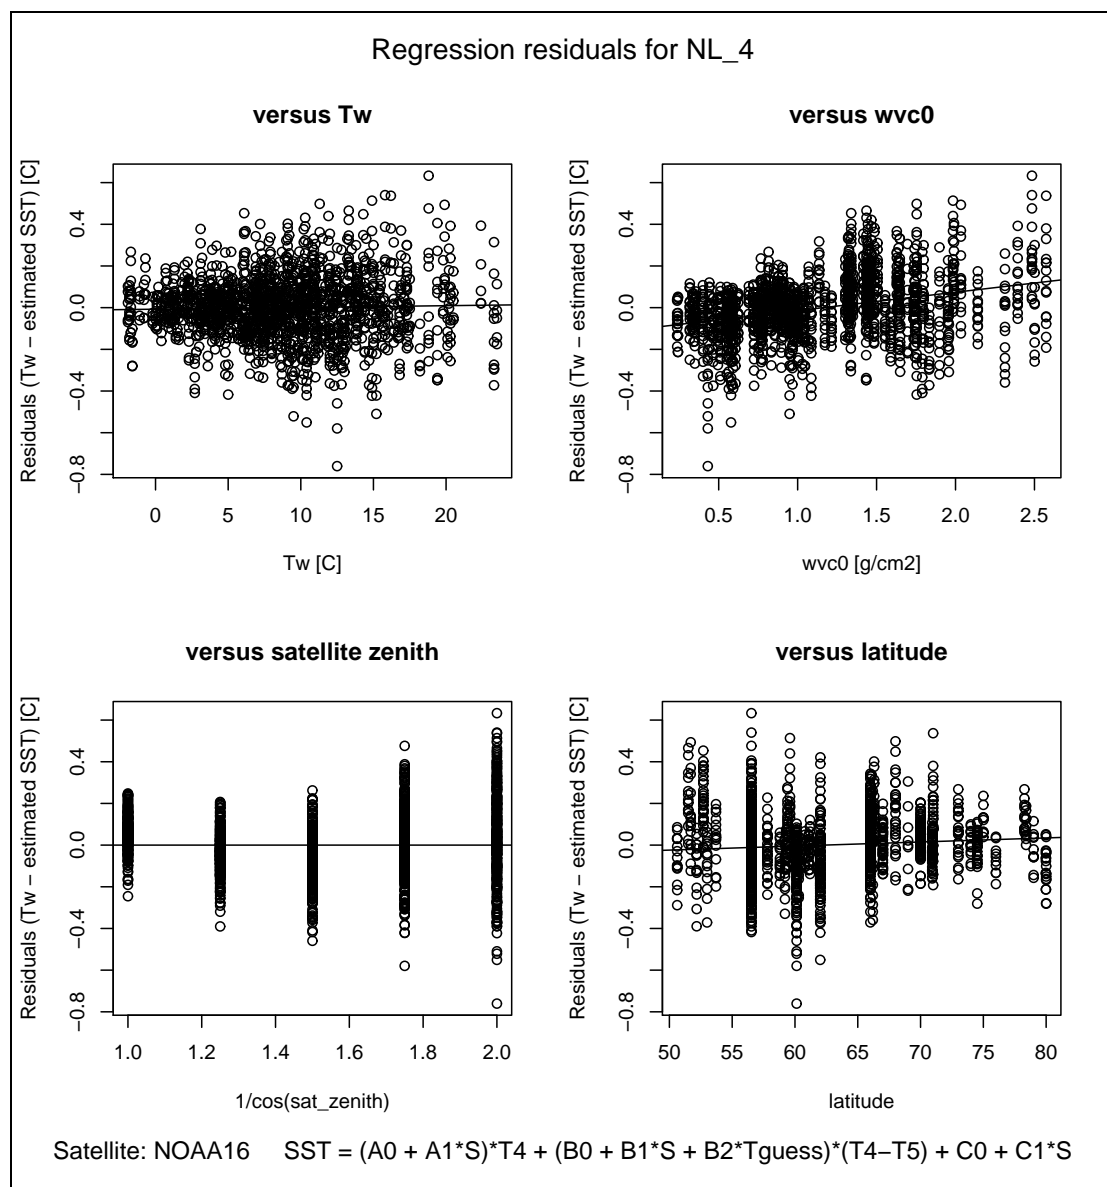 Regression residuals for NL_4
versus Tw
versus wvc0
Residuals (Tw − estimated SST) [C]
−0.8 −0.4 0.0 0.4
0 5 10 15 20
Tw [C]
Residuals (Tw − estimated SST) [C]
−0.8 −0.4 0.0 0.4
0.5 1.0 1.5 2.0 2.5
wvc0 [g/cm2]
versus satellite zenith
versus latitude
Residuals (Tw − estimated SST) [C]
−0.8 −0.4 0.0 0.4
1.0 1.2 1.4 1.6 1.8 2.0
1/cos(sat_zenith)
Residuals (Tw − estimated SST) [C]
−0.8 −0.4 0.0 0.4
50 55 60 65 70 75 80
latitude
Satellite: NOAA16 SST = (A0 + A1*S)*T4 + (B0 + B1*S + B2*Tguess)*(T4−T5) + C0 + C1*S